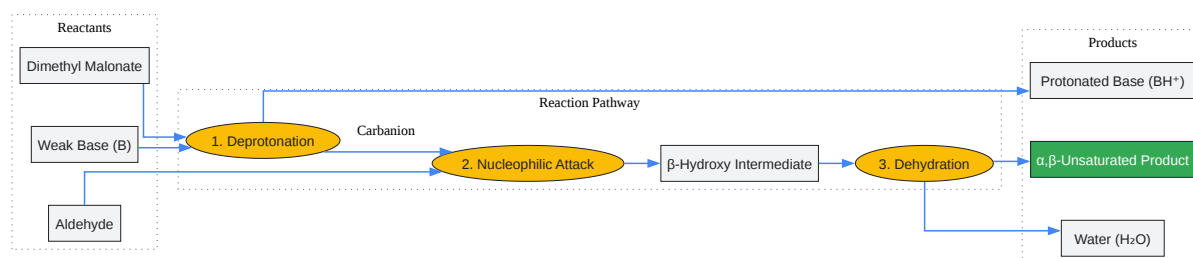 Reactants
Dimethyl Malonate
Weak Base (B)
Aldehyde
Reaction Pathway
1. Deprotonation
Carbanion
2. Nucleophilic Attack
β-Hydroxy Intermediate
3. Dehydration
Products
Protonated Base (BH⁺)
α,β-Unsaturated Product
Water (H₂O)